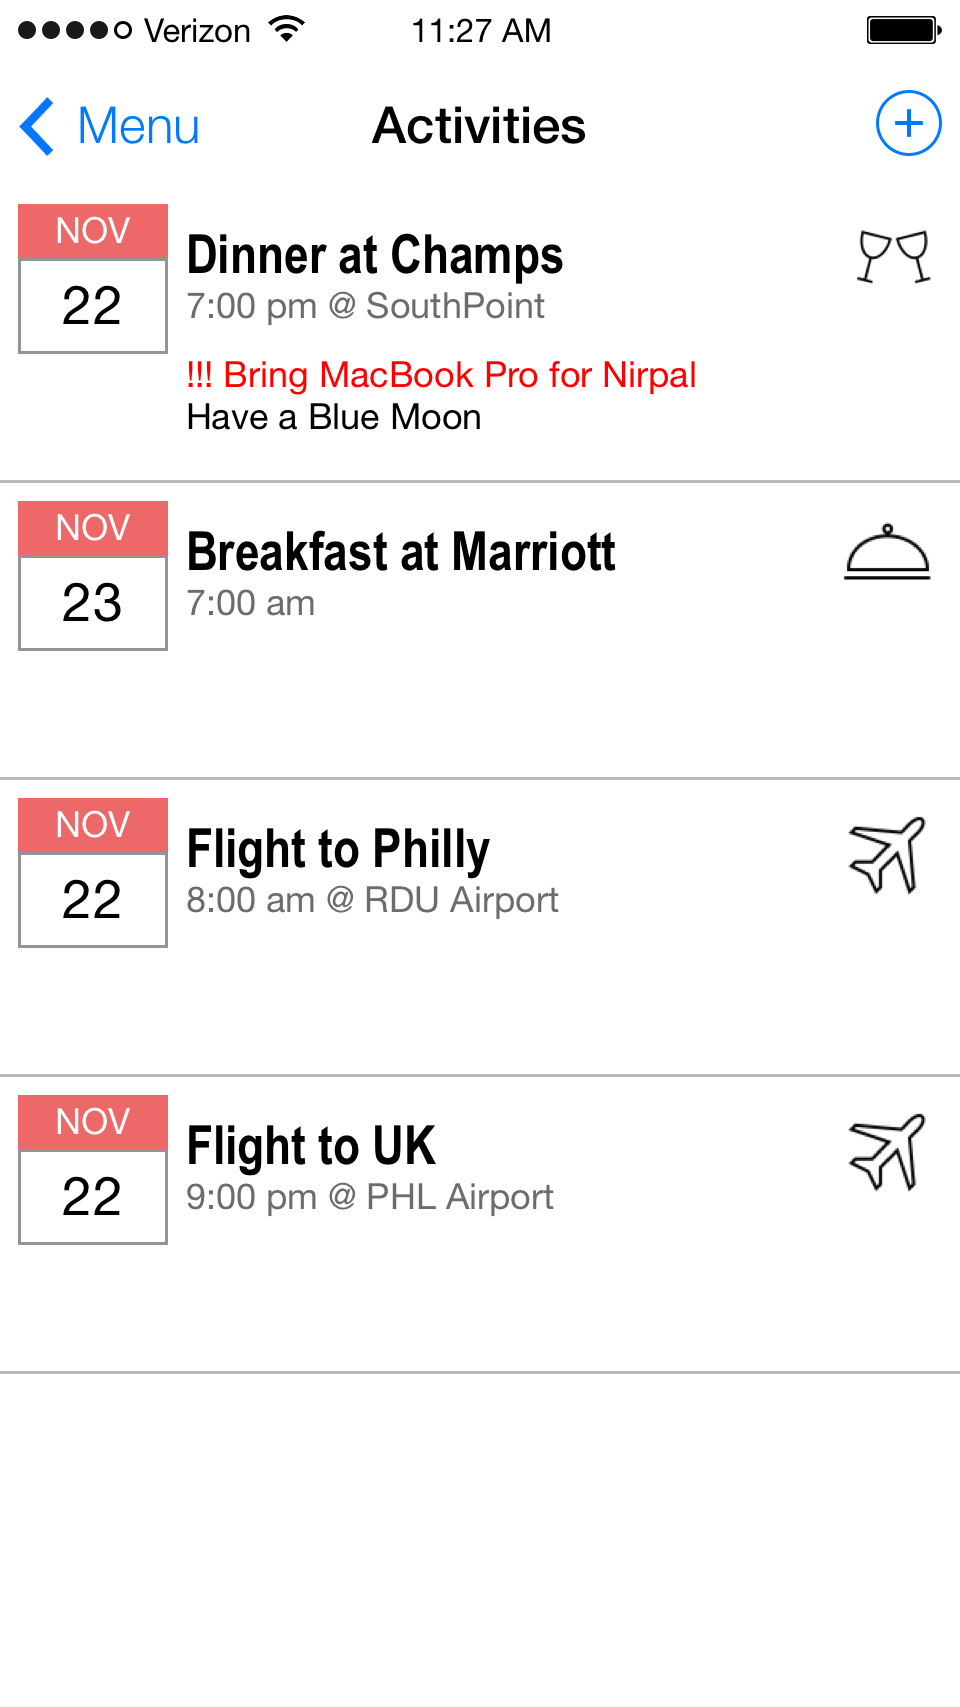 Verizon 11:27 AM
Menu Activities
NOV
22
Dinner at Champs
7:00 pm @ SouthPoint
!!! Bring MacBook Pro for Nirpal
Have a Blue Moon
NOV
23
Breakfast at Marriott
7:00 am
NOV
22
Flight to Philly
8:00 am @ RDU Airport
NOV
22
Flight to UK
9:00 pm @ PHL Airport